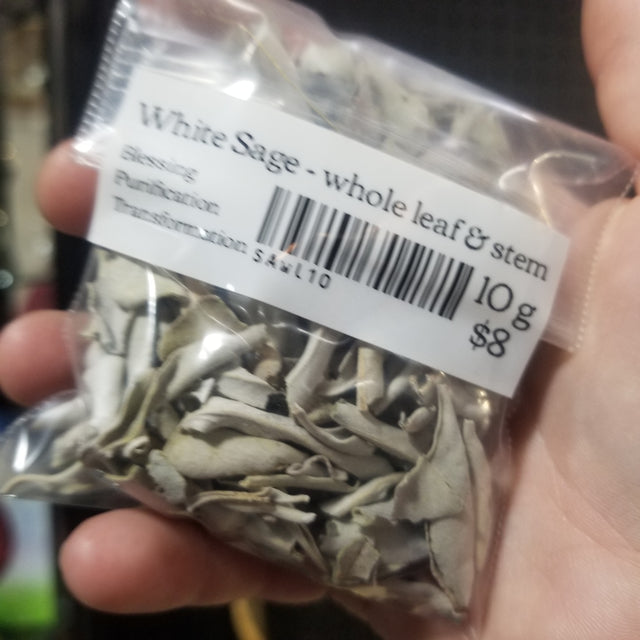 White Sage - whole leaf & stem
Blessing
Purification
Transformation
SAWL10
10 g
$8